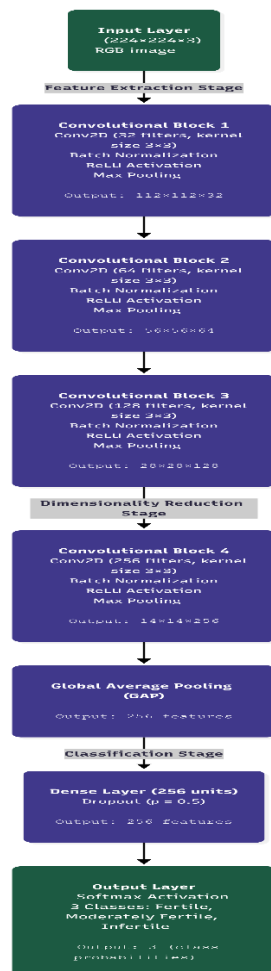 Input Layer
(224×224×3)
RGB image
Feature Extraction Stage
Convolutional Block 1
Conv2D (32 filters, kernel
size 3×3)
Batch Normalization
ReLU Activation
Max Pooling
Output: 112×112×32
Convolutional Block 2
Conv2D (64 filters, kernel
size 3×3)
Batch Normalization
ReLU Activation
Max Pooling
Output: 56×56×64
Convolutional Block 3
Conv2D (128 filters, kernel
size 3×3)
Batch Normalization
ReLU Activation
Max Pooling
Output: 28×28×128
Dimensionality Reduction
Stage
Convolutional Block 4
Conv2D (256 filters, kernel
size 3×3)
Batch Normalization
ReLU Activation
Max Pooling
Output: 14×14×256
Global Average Pooling
(GAP)
Output: 256 features
Classification Stage
Dense Layer (256 units)
Dropout (p = 0.5)
Output: 256 features
Output Layer
Softmax Activation
3 Classes: Fertile,
Moderately Fertile,
Infertile
Output: 3 (class
probabilities)